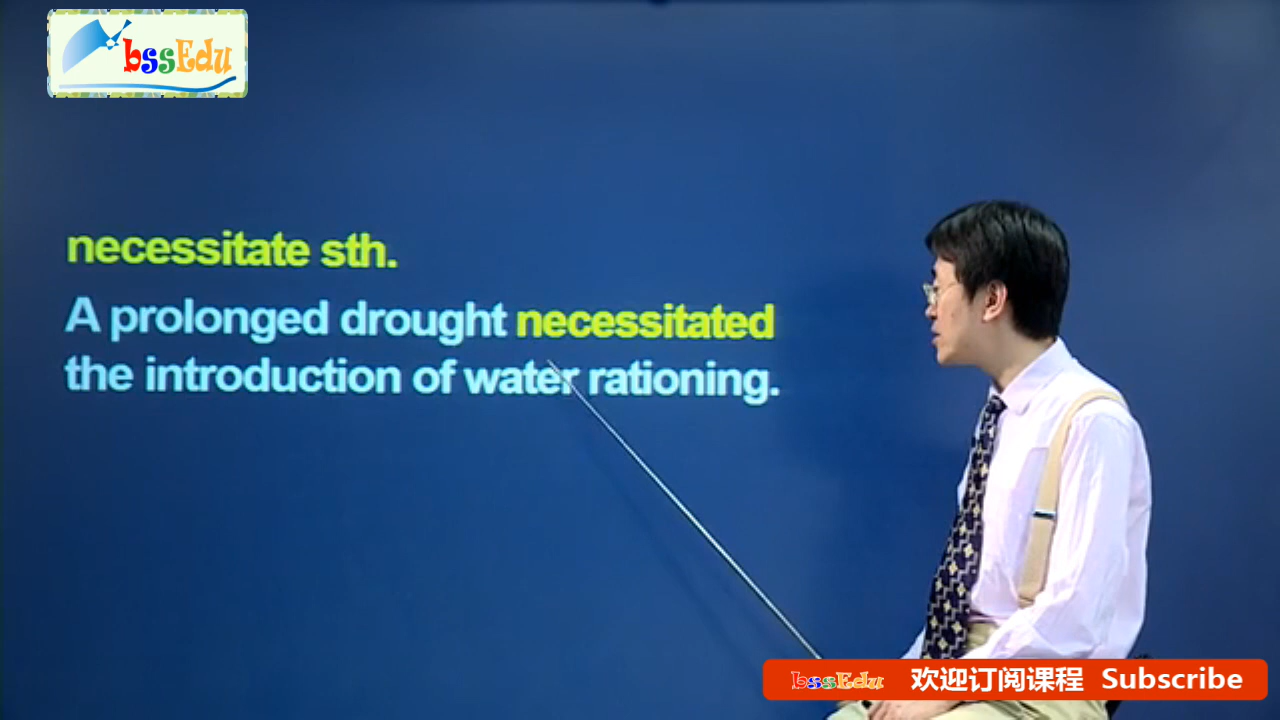 bssEdu
necessitate sth.
A prolonged drought necessitated
the introduction of water rationing.
bssEdu 欢迎订阅课程 Subscribe